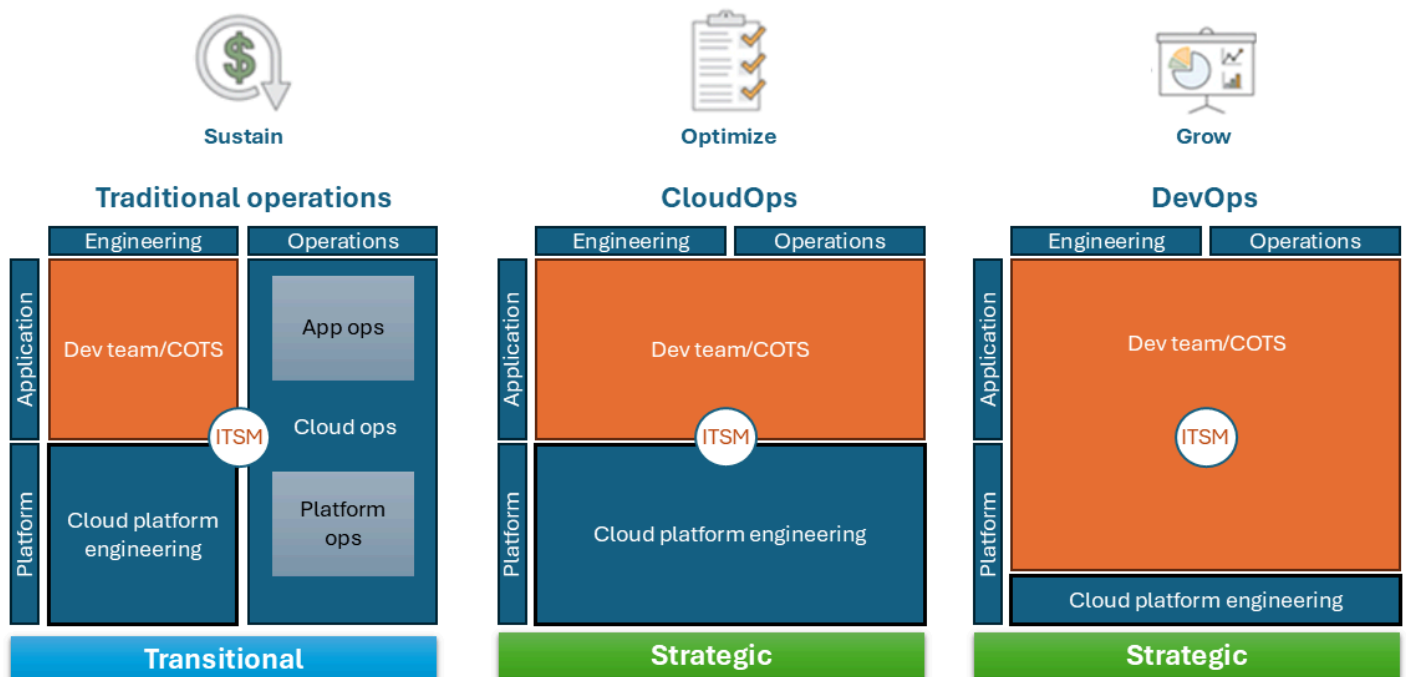 Sustain
Optimize
Grow
Traditional operations
Engineering
Operations
Application
Platform
Dev team/COTS
App ops
ITSM
Cloud ops
Cloud platform
engineering
Platform
ops
Transitional
CloudOps
Engineering
Operations
Application
Platform
Dev team/COTS
ITSM
Cloud platform engineering
Strategic
DevOps
Engineering
Operations
Application
Platform
Dev team/COTS
ITSM
Cloud platform engineering
Strategic